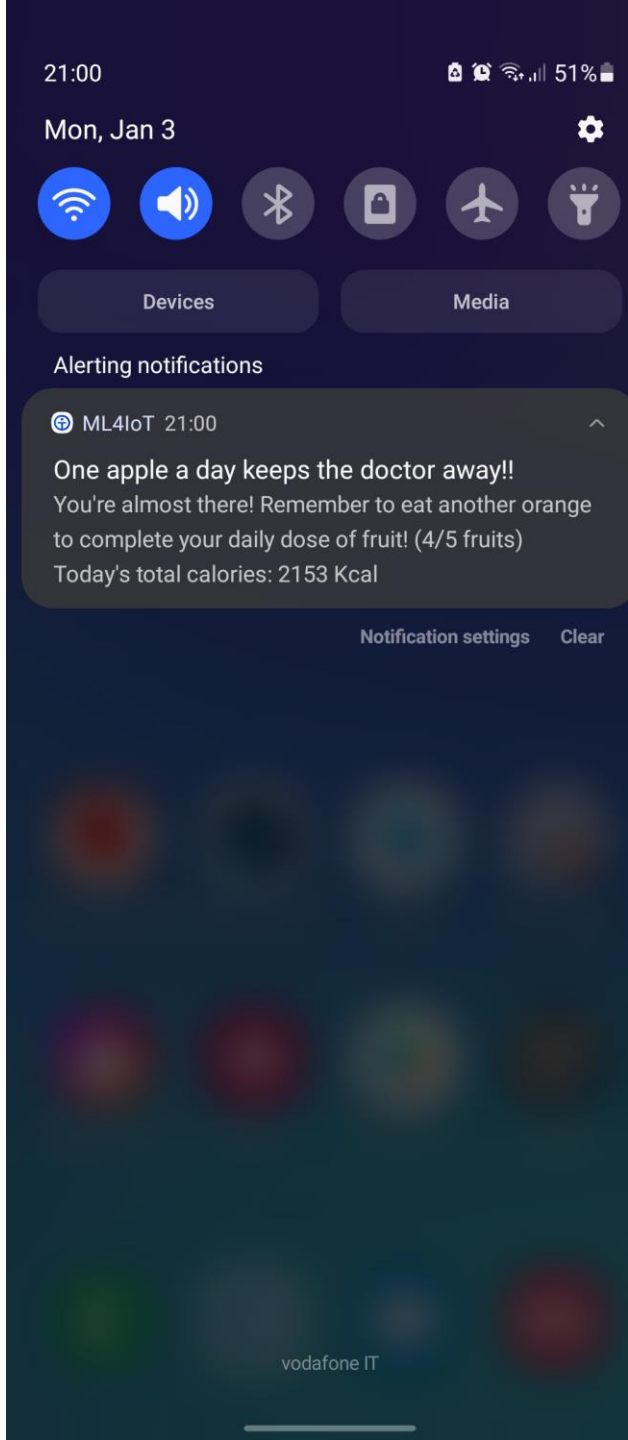 21:00 51%
Mon, Jan 3
Devices Media
Alerting notifications
ML4IoT 21:00
One apple a day keeps the doctor away!!
You're almost there! Remember to eat another orange
to complete your daily dose of fruit! (4/5 fruits)
Today's total calories: 2153 Kcal
Notification settings Clear
vodafone IT